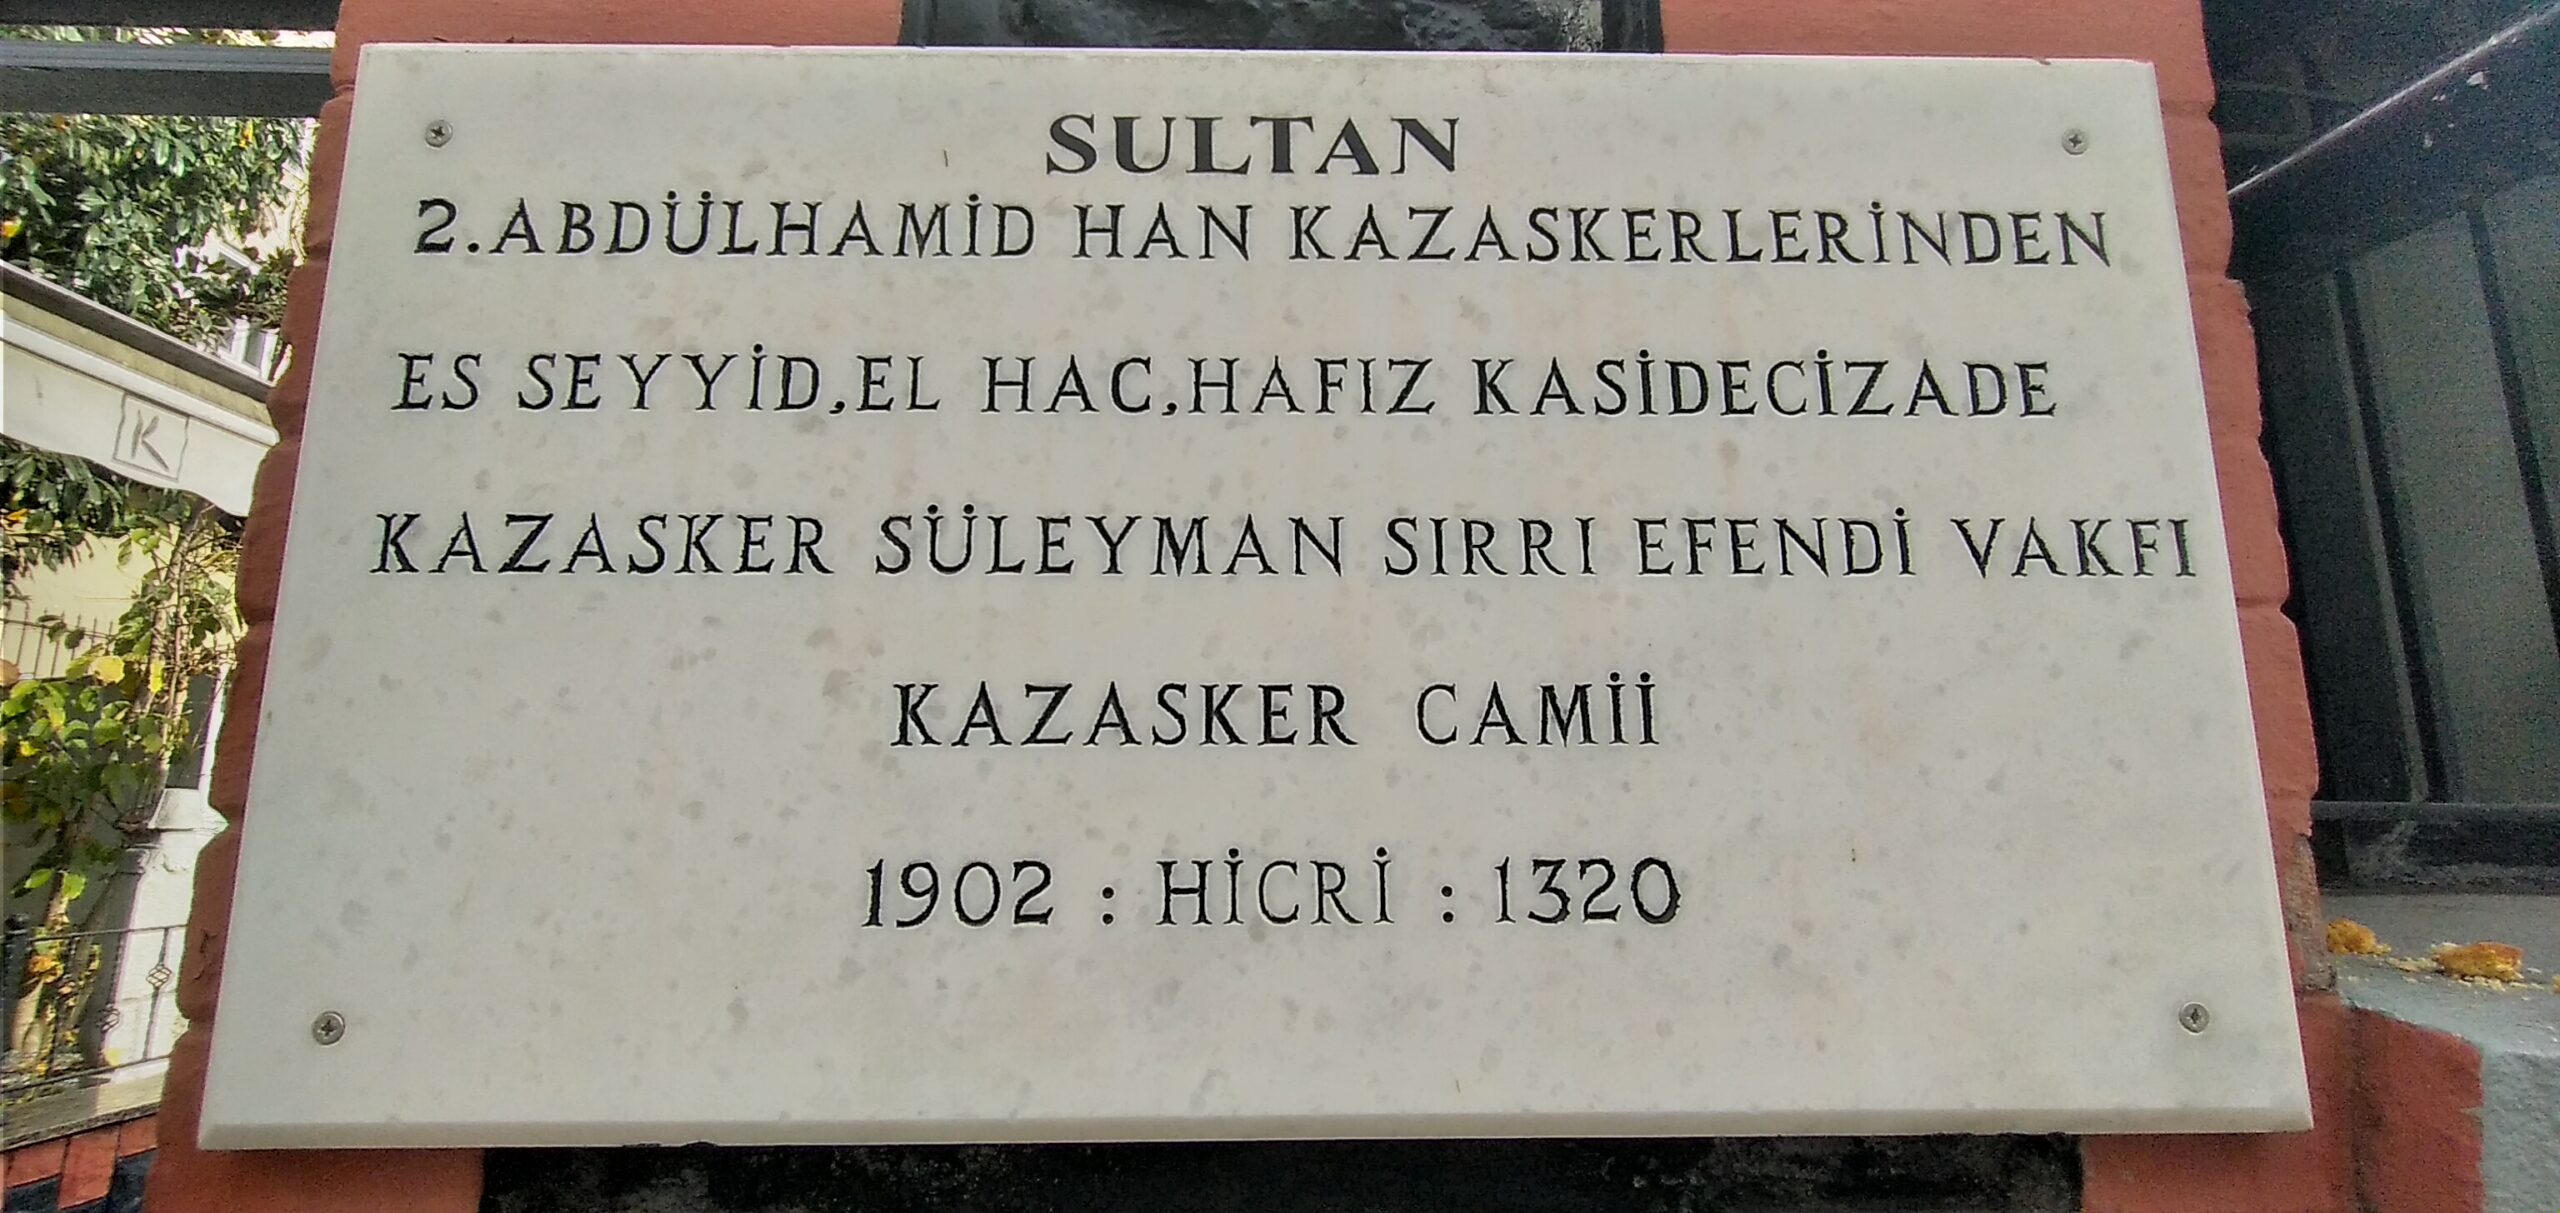 SULTAN
2.ABDÜLHAMİD HAN KAZASKERLERİNDEN
ES SEYYİD,EL HAC,HAFIZ KASİDECİZADE
KAZASKER SÜLEYMAN SIRRI EFENDİ VAKFI
KAZASKER CAMİİ
1902 : HİCRİ : 1320
K